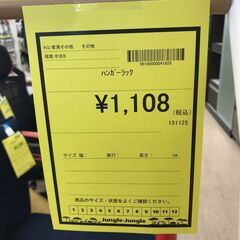 KG/家具その他 その他
程度:中古B
ハンガーラック
¥1,108(税込)
151125
サイズ 幅: 奥行: 高さ: cm
商品のサイズ・状態をよくご確認ください。
1 2 3 4 5 6 7 8 9 10 11 12
Jungle-Jungle